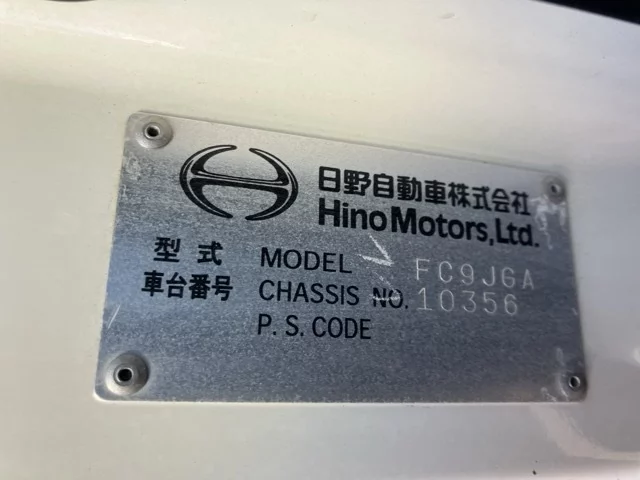 日野自動車株式会社
Hino Motors, Ltd.
型式 MODEL FC9J6A
車台番号 CHASSIS NO. 10356
P. S. CODE